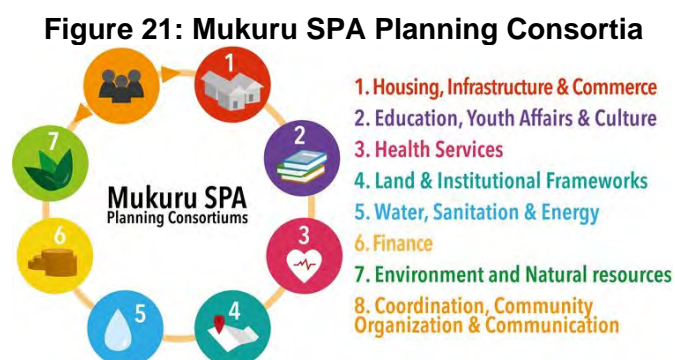 Figure 21: Mukuru SPA Planning Consortia
1
2
3
4
5
6
7
Mukuru SPA
Planning Consortiums
1. Housing, Infrastructure & Commerce
2. Education, Youth Affairs & Culture
3. Health Services
4. Land & Institutional Frameworks
5. Water, Sanitation & Energy
6. Finance
7. Environment and Natural resources
8. Coordination, Community
Organization & Communication